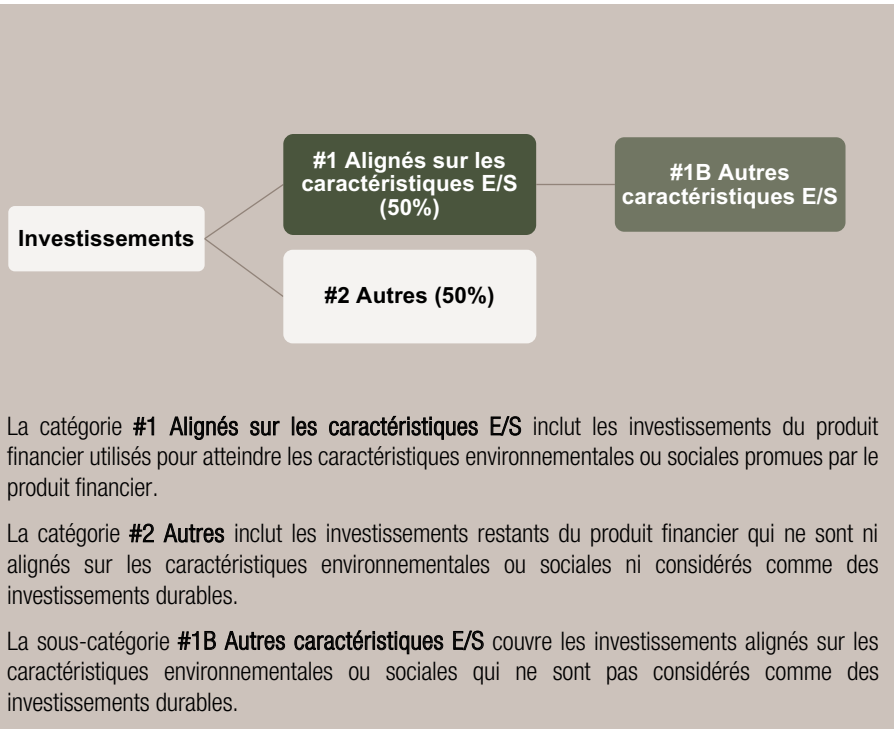 #1 Alignés sur les
caractéristiques E/S
(50%)
#1B Autres
caractéristiques E/S
Investissements
#2 Autres (50%)
La catégorie #1 Alignés sur les caractéristiques E/S inclut les investissements du produit
financier utilisés pour atteindre les caractéristiques environnementales ou sociales promues par le
produit financier.
La catégorie #2 Autres inclut les investissements restants du produit financier qui ne sont ni
alignés sur les caractéristiques environnementales ou sociales ni considérés comme des
investissements durables.
La sous-catégorie #1B Autres caractéristiques E/S couvre les investissements alignés sur les
caractéristiques environnementales ou sociales qui ne sont pas considérés comme des
investissements durables.